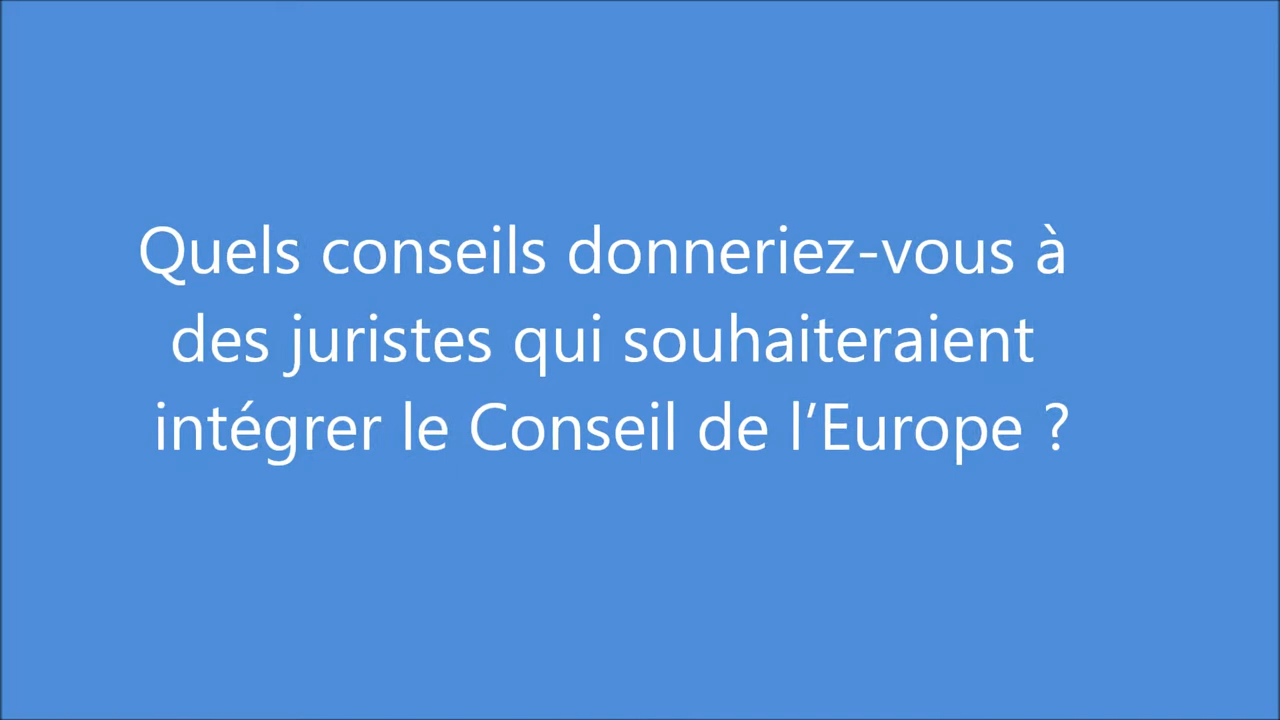 Quels conseils donneriez-vous à
des juristes qui souhaiteraient
intégrer le Conseil de l’Europe ?